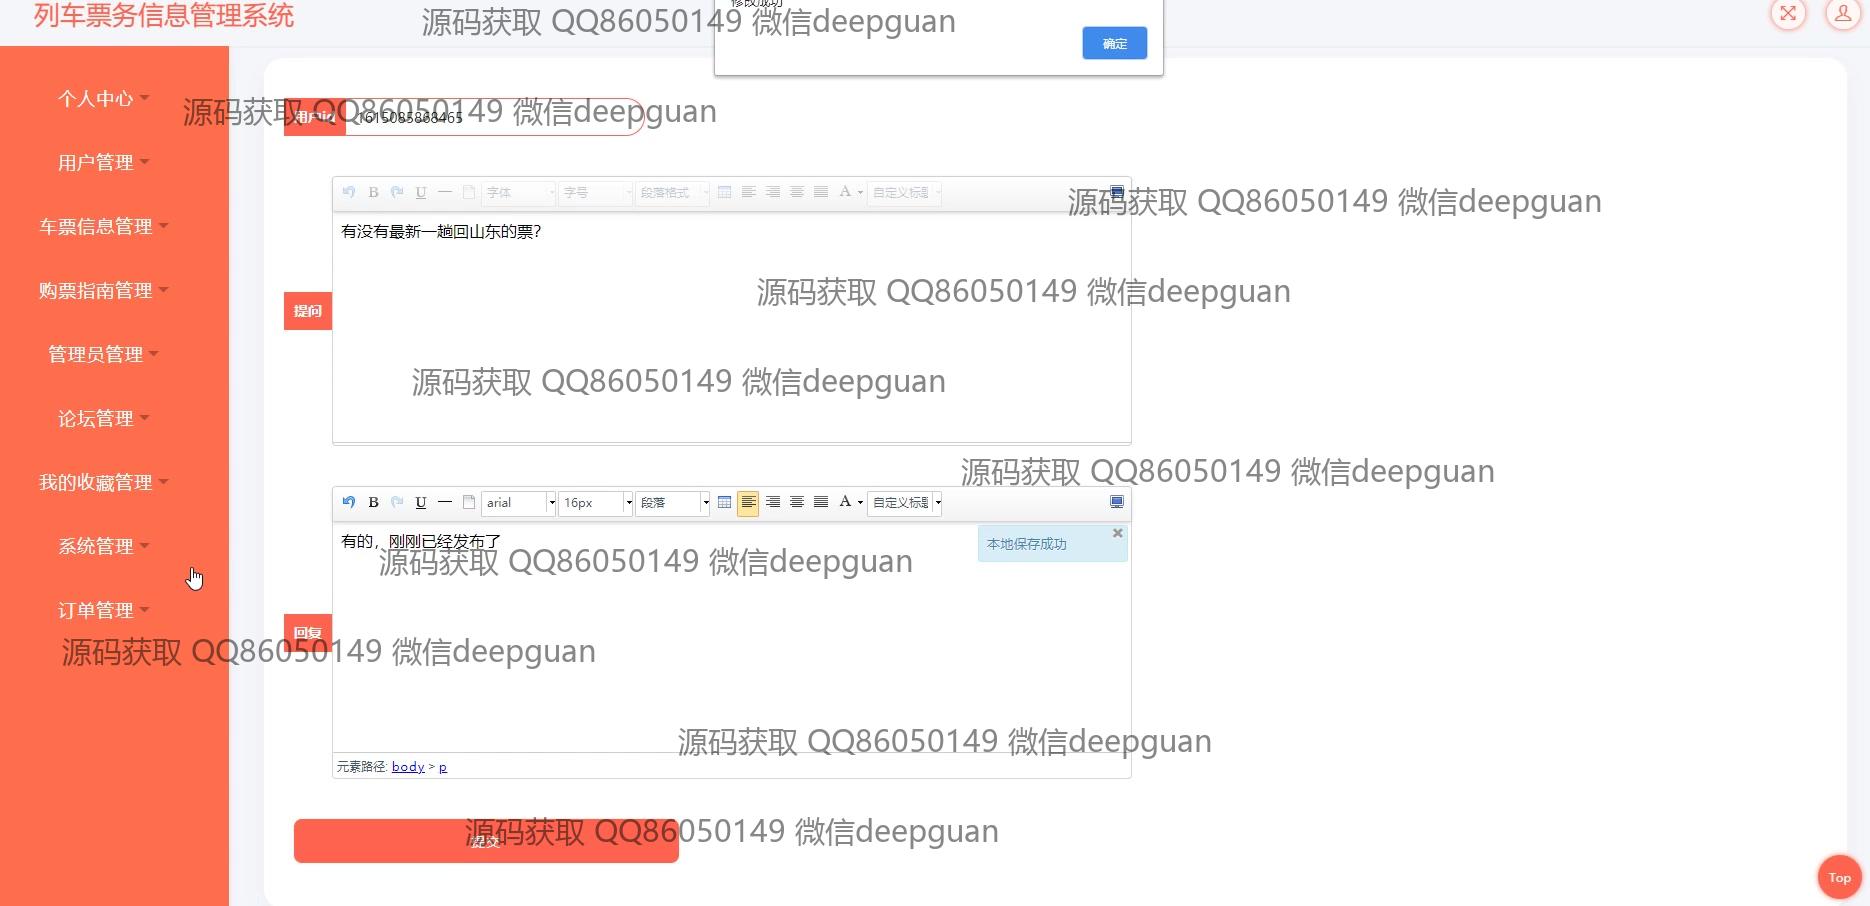 列车票务信息管理系统
源码获取 QQ86050149 微信deepguan
修改成功
确定
个人中心
源码获取 QQ86050149 微信deepguan
用户id
1615085868465
用户管理
字体
字号
段落格式
自定义标题
源码获取 QQ86050149 微信deepguan
车票信息管理
有没有最新一趟回山东的票?
购票指南管理
源码获取 QQ86050149 微信deepguan
提问
管理员管理
源码获取 QQ86050149 微信deepguan
论坛管理
源码获取 QQ86050149 微信deepguan
我的收藏管理
arial
16px
段落
自定义标题
有的，刚刚已经发布了
本地保存成功
系统管理
源码获取 QQ86050149 微信deepguan
订单管理
回复
源码获取 QQ86050149 微信deepguan
源码获取 QQ86050149 微信deepguan
元素路径: body > p
源码获取 QQ86050149 微信deepguan
提交
Top